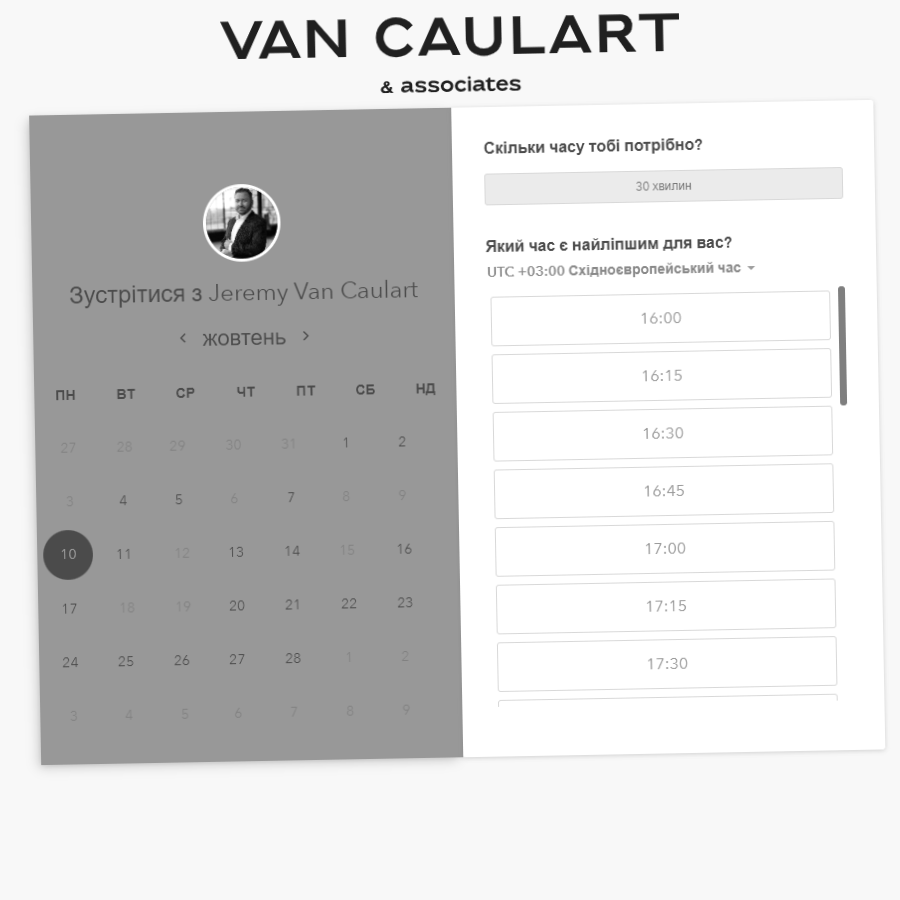 VAN CAULART
& associates
Зустрітися з Jeremy Van Caulart
жовтень
ПН ВТ СР ЧТ ПТ СБ НД
27 28 29 30 31 1 2
3 4 5 6 7 8 9
10 11 12 13 14 15 16
17 18 19 20 21 22 23
24 25 26 27 28 1 2
3 4 5 6 7 8 9
Скільки часу тобі потрібно?
30 хвилин
Який час є найліпшим для вас?
UTC +03:00 Східноєвропейський час
16:00
16:15
16:30
16:45
17:00
17:15
17:30